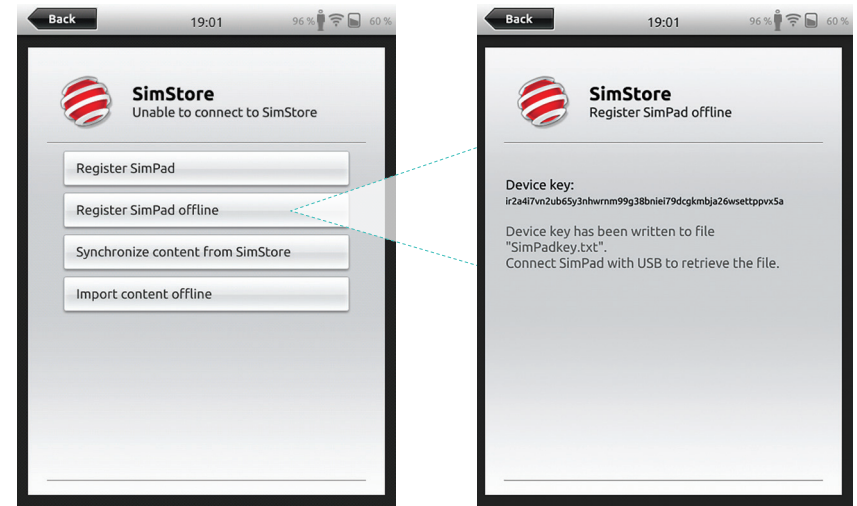 Back
19:01
96 %
60 %
SimStore
Unable to connect to SimStore
Register SimPad
Register SimPad offline
Synchronize content from SimStore
Import content offline
Back
19:01
96 %
60 %
SimStore
Register SimPad offline
Device key:
ir2a4i7vn2ub65y3nhwrnm99g38bniei79dcgkmbja26wsettppvx5a
Device key has been written to file
"SimPadkey.txt".
Connect SimPad with USB to retrieve the file.